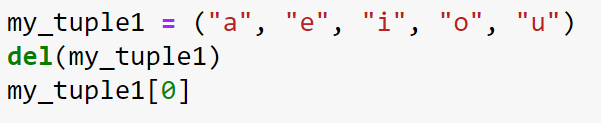 my_tuple1 = ("a", "e", "i", "o", "u")
del(my_tuple1)
my_tuple1[0]